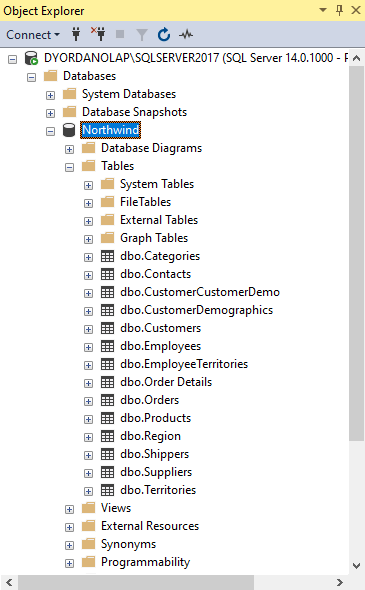 Object Explorer
Connect
DYORDANOLAP\SQLSERVER2017 (SQL Server 14.0.1000 -
Databases
System Databases
Database Snapshots
Northwind
Database Diagrams
Tables
System Tables
FileTables
External Tables
Graph Tables
dbo.Categories
dbo.Contacts
dbo.CustomerCustomerDemo
dbo.CustomerDemographics
dbo.Customers
dbo.Employees
dbo.EmployeeTerritories
dbo.Order Details
dbo.Orders
dbo.Products
dbo.Region
dbo.Shippers
dbo.Suppliers
dbo.Territories
Views
External Resources
Synonyms
Programmability